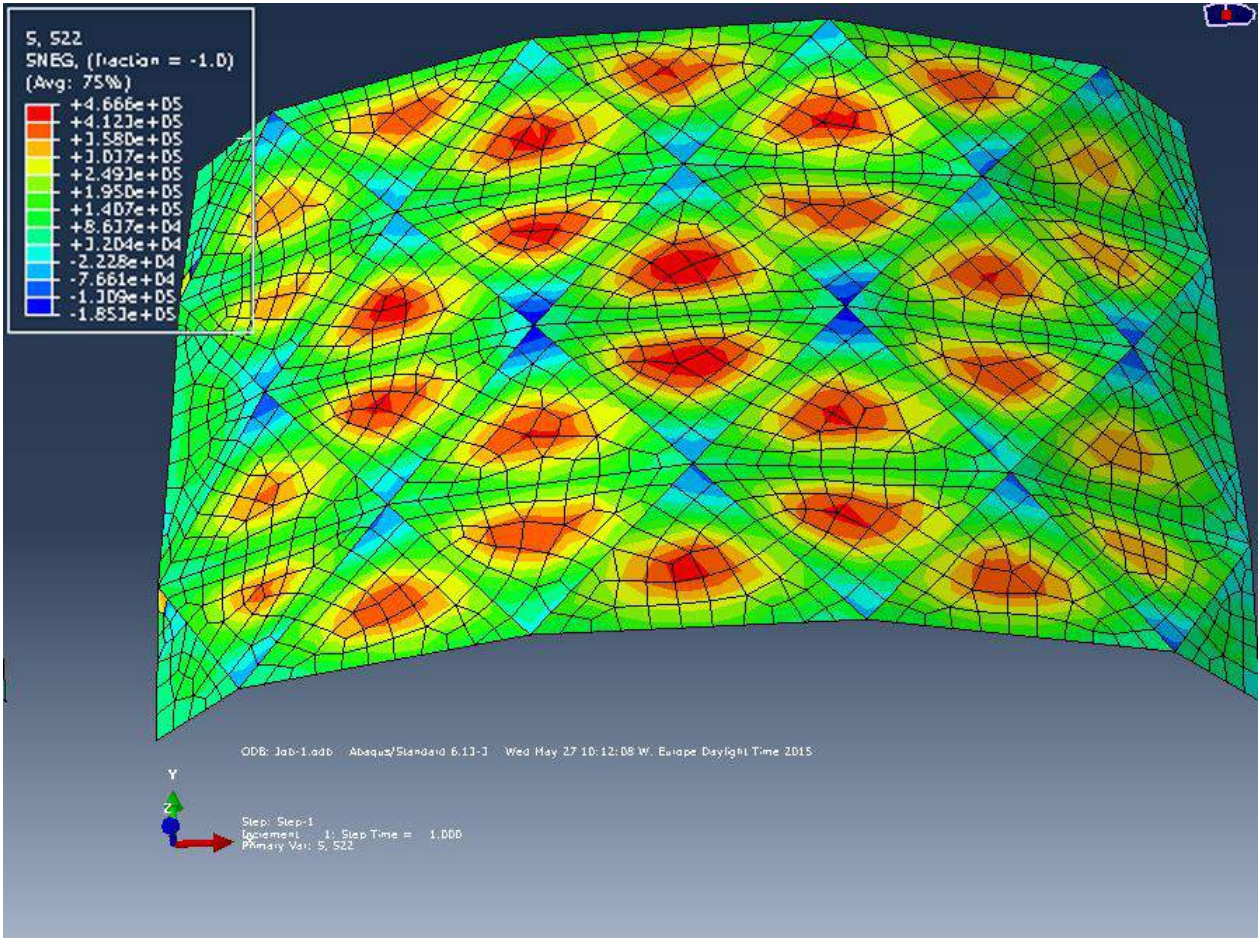 S, S22
SNEG, (fraction = -1.0)
(Avg: 75%)
+4.666e+05
+4.123e+05
+3.580e+05
+3.037e+05
+2.493e+05
+1.950e+05
+1.407e+05
+8.637e+04
+3.204e+04
-2.228e+04
-7.661e+04
-1.309e+05
-1.853e+05
ODB: Job-1.odb Abaqus/Standard 6.13-3 Wed May 27 10:12:08 W. Europe Daylight Time 2015
Y
Z
X
Step: Step-1
Increment 1: Step Time = 1.000
Primary Var: S, S22